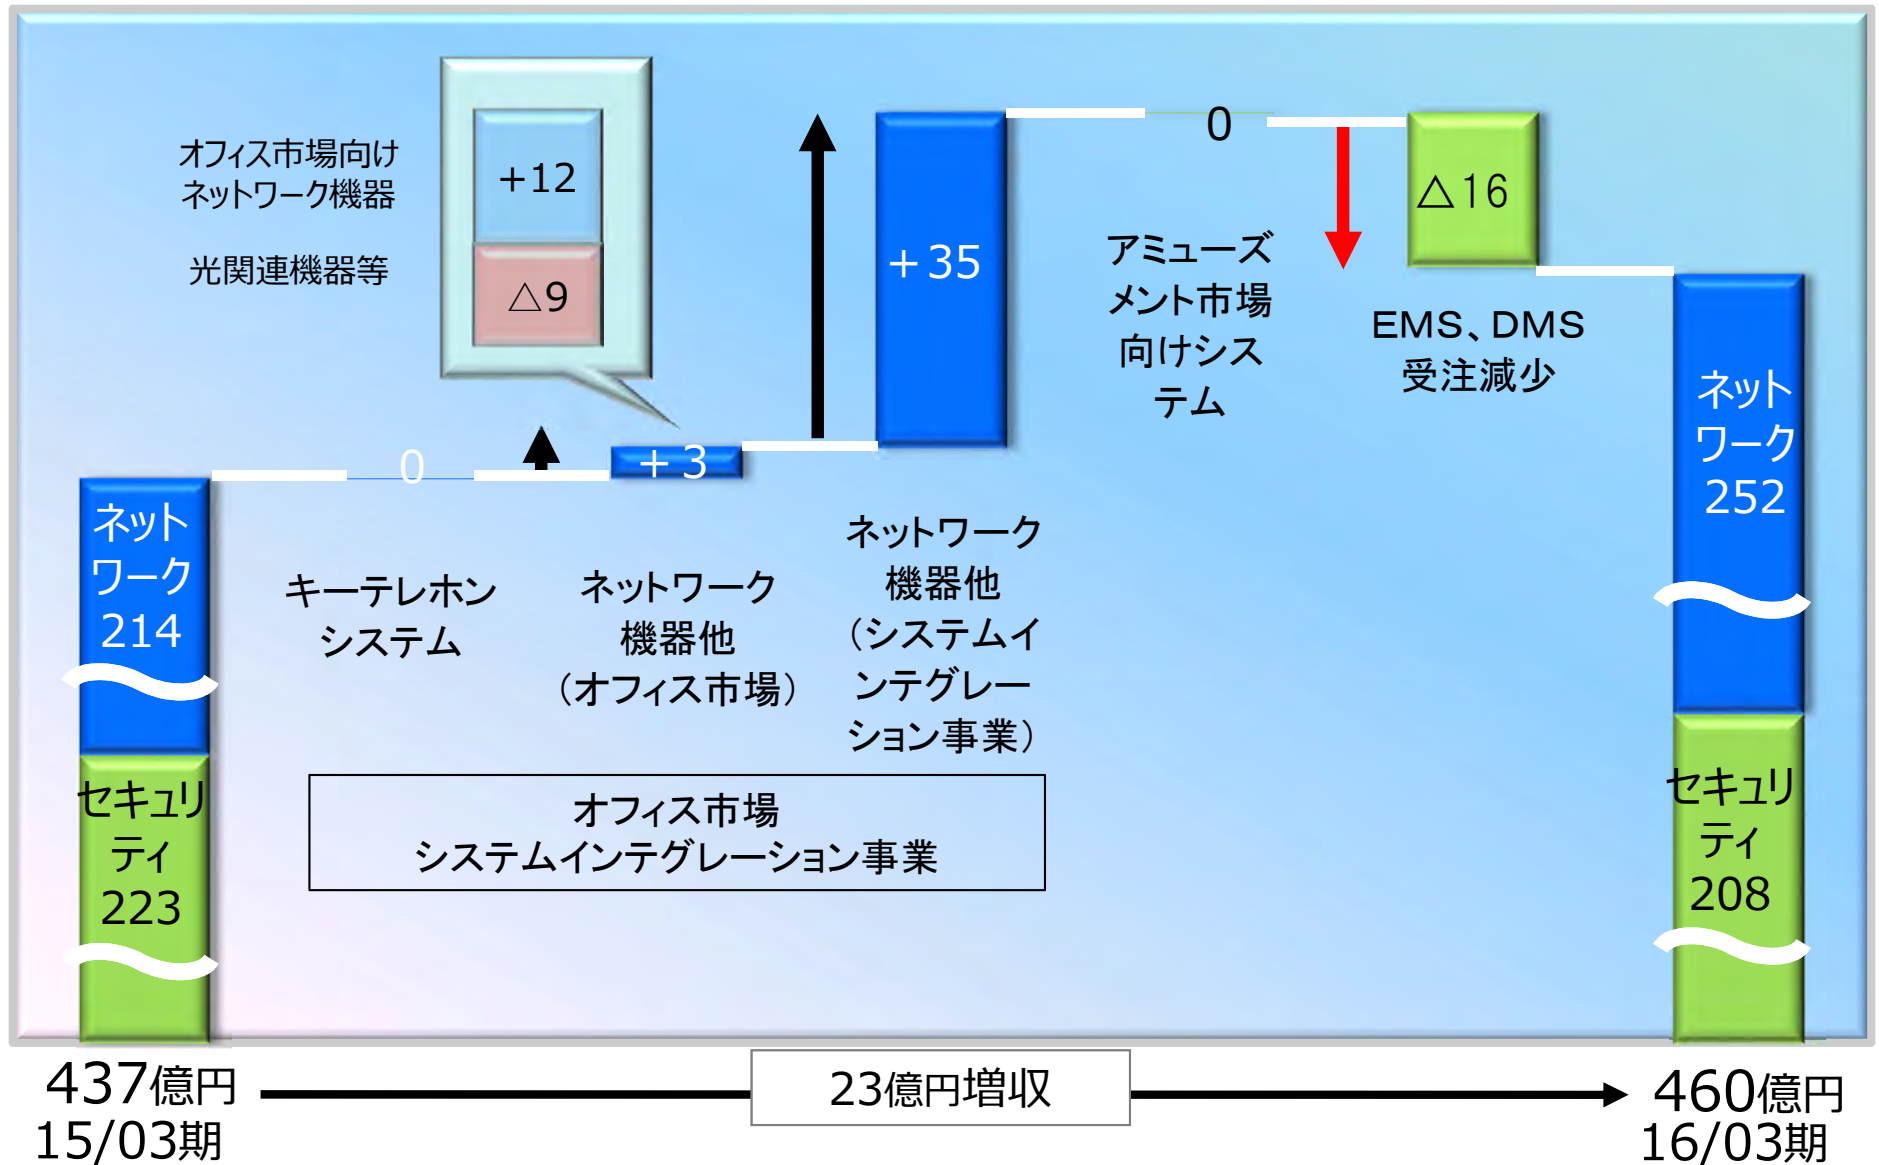 オフィス市場向け
ネットワーク機器
光関連機器等
+12
△9
ネット
ワーク
214
セキュリ
ティ
223
0
キーテレホン
システム
+3
ネットワーク
機器他
（オフィス市場）
+35
ネットワーク
機器他
（システムイ
ンテグレー
ション事業）
オフィス市場
システムインテグレーション事業
0
アミューズ
メント市場
向けシス
テム
△16
EMS、DMS
受注減少
ネット
ワーク
252
セキュリ
ティ
208
437億円
15/03期
23億円増収
460億円
16/03期